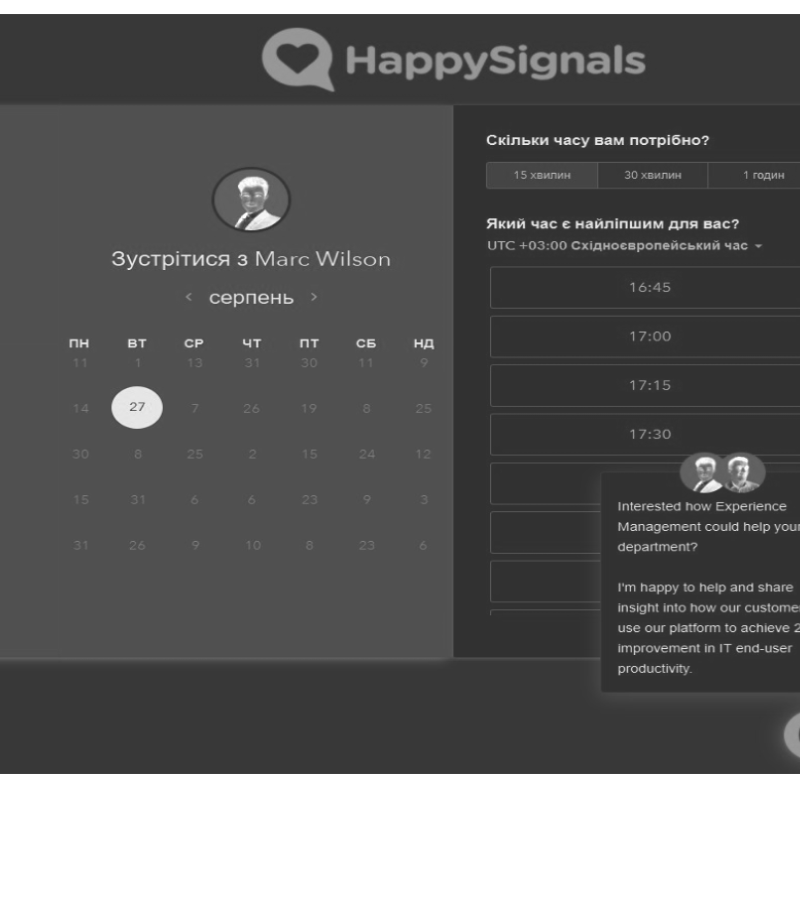 HappySignals
Зустрітися з Marc Wilson
‹ серпень ›
ПН ВТ СР ЧТ ПТ СБ НД
11 1 13 31 30 11 9
14 27 7 26 19 8 25
30 8 25 2 15 24 12
15 31 6 6 23 9 3
31 26 9 10 8 23 6
Скільки часу вам потрібно?
15 хвилин 30 хвилин 1 годин
Який час є найліпшим для вас?
UTC +03:00 Східноєвропейський час
16:45
17:00
17:15
17:30
Interested how Experience
Management could help your
department?
I'm happy to help and share
insight into how our custome
use our platform to achieve 2
improvement in IT end-user
productivity.